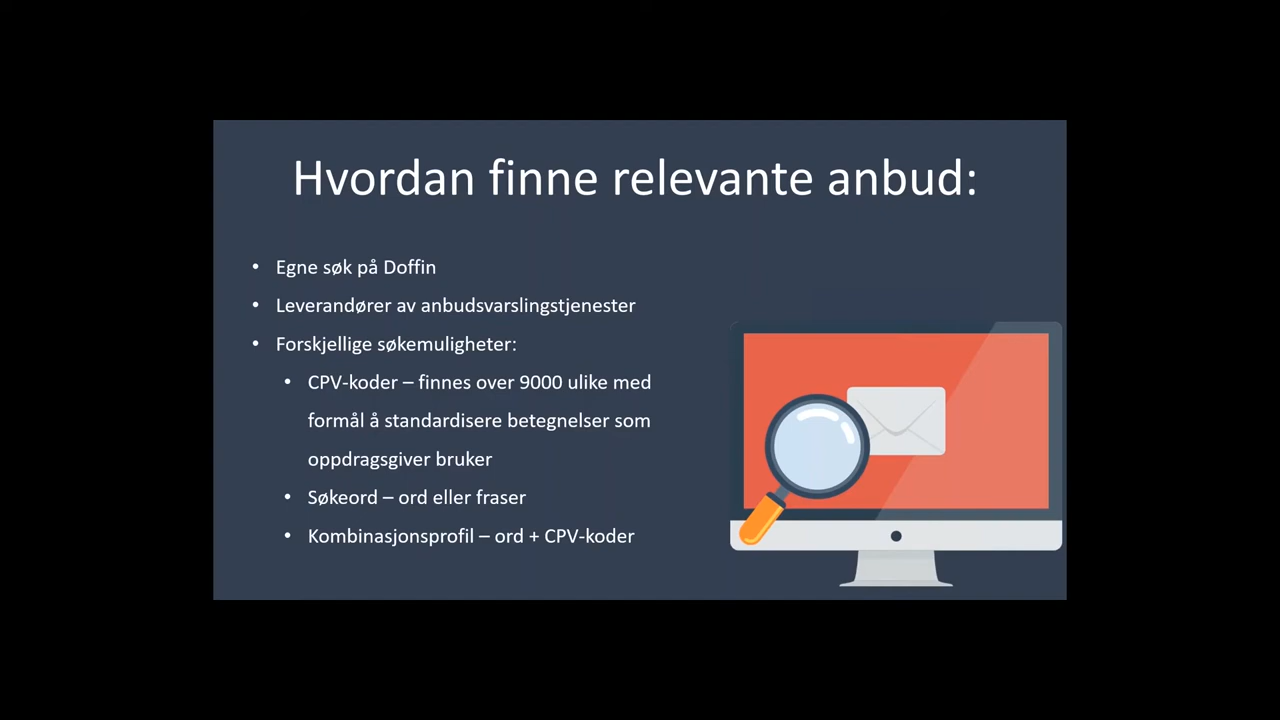 Hvordan finne relevante anbud:
• Egne søk på Doffin
• Leverandører av anbudsvarslingstjenester
• Forskjellige søkemuligheter:
• CPV-koder – finnes over 9000 ulike med
formål å standardisere betegnelser som
oppdragsgiver bruker
• Søkeord – ord eller fraser
• Kombinasjonsprofil – ord + CPV-koder